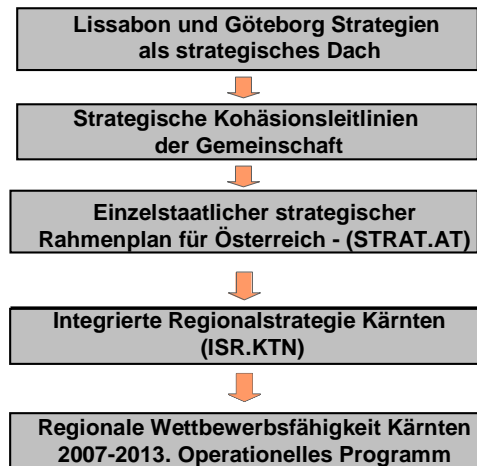 Lissabon und Göteborg Strategien
als strategisches Dach
Strategische Kohäsionsleitlinien
der Gemeinschaft
Einzelstaatlicher strategischer
Rahmenplan für Österreich - (STRAT.AT)
Integrierte Regionalstrategie Kärnten
(ISR.KTN)
Regionale Wettbewerbsfähigkeit Kärnten
2007-2013. Operationelles Programm